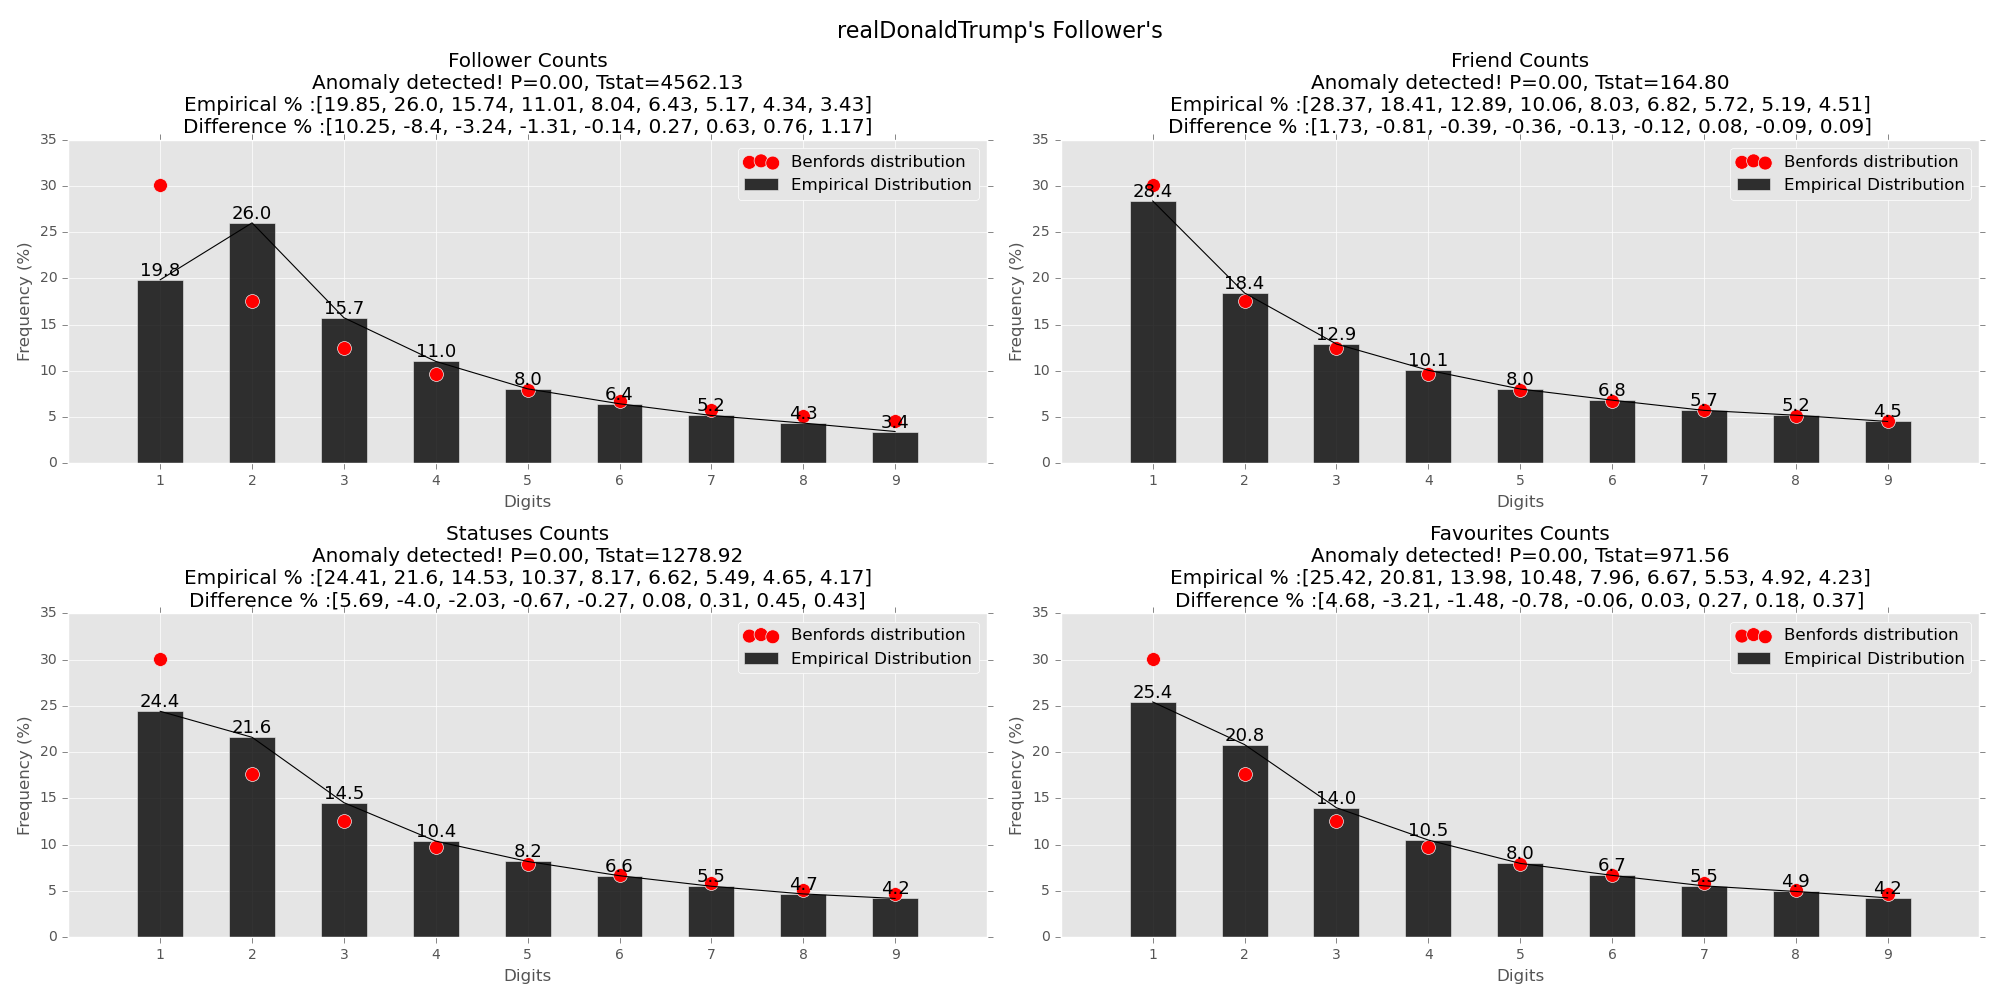 realDonaldTrump's Follower's
Follower Counts
Anomaly detected! P=0.00, Tstat=4562.13
Empirical % :[19.85, 26.0, 15.74, 11.01, 8.04, 6.43, 5.17, 4.34, 3.43]
Difference % :[10.25, -8.4, -3.24, -1.31, -0.14, 0.27, 0.63, 0.76, 1.17]
35
30
25
20
15
10
5
0
Frequency (%)
Benfords distribution
Empirical Distribution
19.8
26.0
15.7
11.0
8.0
6.4
5.2
4.3
3.4
1 2 3 4 5 6 7 8 9
Digits
Friend Counts
Anomaly detected! P=0.00, Tstat=164.80
Empirical % :[28.37, 18.41, 12.89, 10.06, 8.03, 6.82, 5.72, 5.19, 4.51]
Difference % :[1.73, -0.81, -0.39, -0.36, -0.13, -0.12, 0.08, -0.09, 0.09]
35
30
25
20
15
10
5
0
Frequency (%)
Benfords distribution
Empirical Distribution
28.4
18.4
12.9
10.1
8.0
6.8
5.7
5.2
4.5
1 2 3 4 5 6 7 8 9
Digits
Statuses Counts
Anomaly detected! P=0.00, Tstat=1278.92
Empirical % :[24.41, 21.6, 14.53, 10.37, 8.17, 6.62, 5.49, 4.65, 4.17]
Difference % :[5.69, -4.0, -2.03, -0.67, -0.27, 0.08, 0.31, 0.45, 0.43]
35
30
25
20
15
10
5
0
Frequency (%)
Benfords distribution
Empirical Distribution
24.4
21.6
14.5
10.4
8.2
6.6
5.5
4.7
4.2
1 2 3 4 5 6 7 8 9
Digits
Favourites Counts
Anomaly detected! P=0.00, Tstat=971.56
Empirical % :[25.42, 20.81, 13.98, 10.48, 7.96, 6.67, 5.53, 4.92, 4.23]
Difference % :[4.68, -3.21, -1.48, -0.78, -0.06, 0.03, 0.27, 0.18, 0.37]
35
30
25
20
15
10
5
0
Frequency (%)
Benfords distribution
Empirical Distribution
25.4
20.8
14.0
10.5
8.0
6.7
5.5
4.9
4.2
1 2 3 4 5 6 7 8 9
Digits